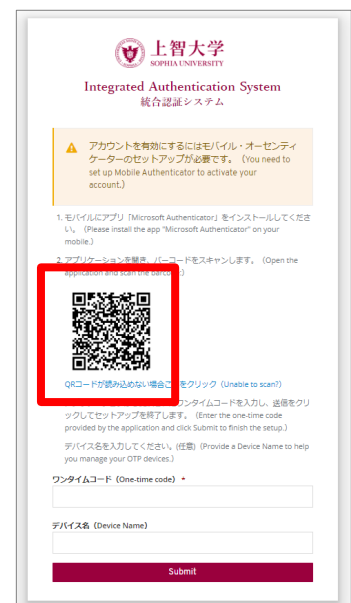 上智大学
SOPHIA UNIVERSITY
Integrated Authentication System
統合認証システム
アカウントを有効にするにはモバイル・オーセンティ
ケーターのセットアップが必要です。 (You need to
set up Mobile Authenticator to activate your
account.)
1. モバイルにアプリ「Microsoft Authenticator」をインストールしてくださ
い。 (Please install the app "Microsoft Authenticator" on your
mobile.)
2. アプリケーションを開き、バーコードをスキャンします。 (Open the
application and scan the barcode.)
QRコードが読み込めない場合こ をクリック (Unable to scan?)
ワンタイムコードを入力し、送信をクリ
ックしてセットアップを終了します。 (Enter the one-time code
provided by the application and click Submit to finish the setup.)
デバイス名を入力してください。(任意) (Provide a Device Name to help
you manage your OTP devices.)
ワンタイムコード (One-time code) *
デバイス名 (Device Name)
Submit